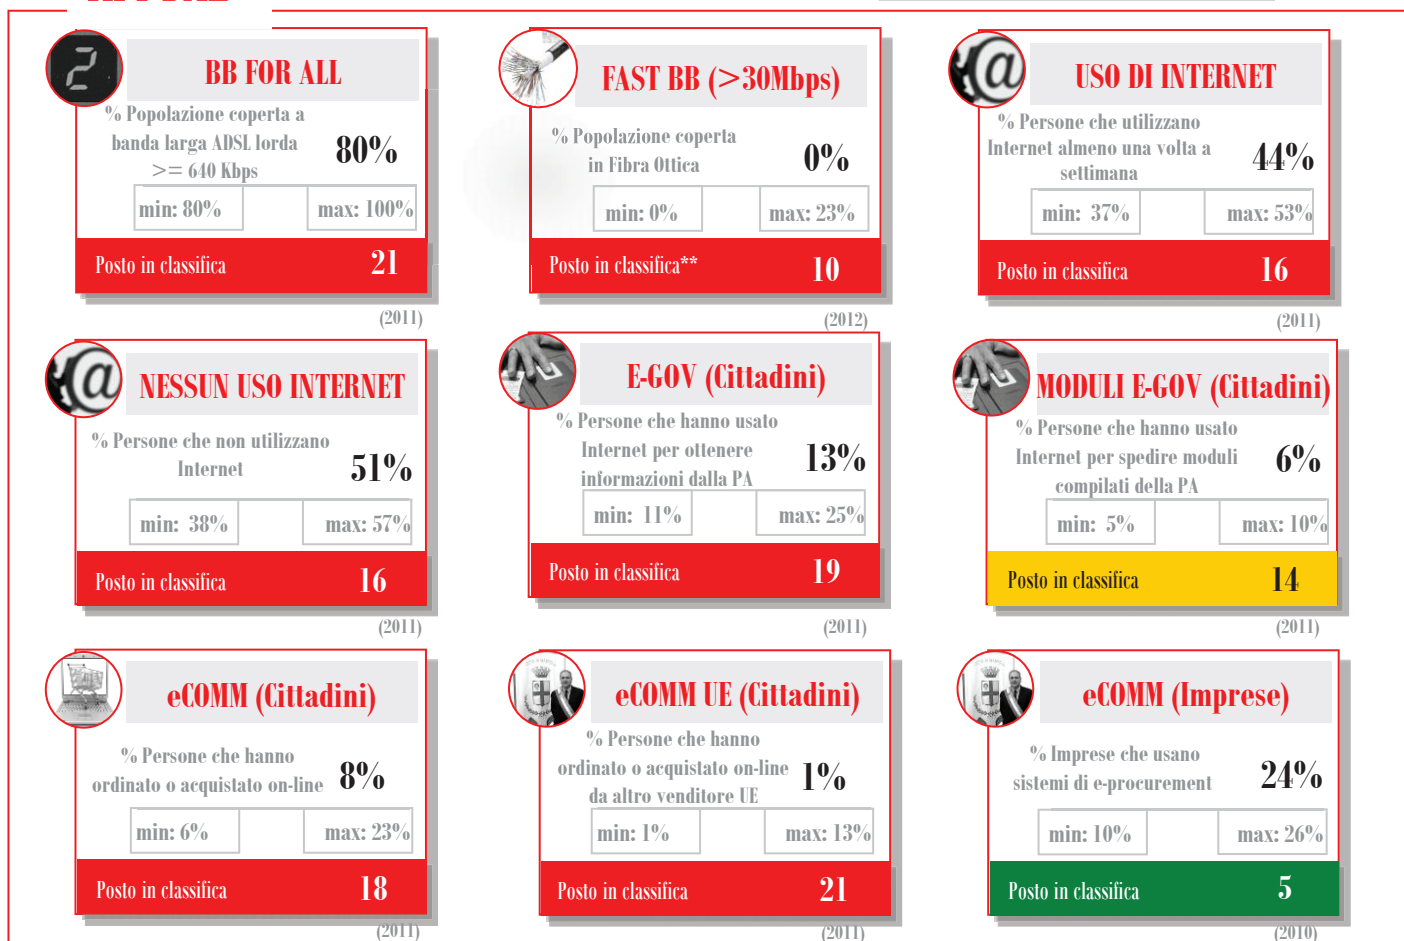 BB FOR ALL
% Popolazione coperta a
banda larga ADSL lorda
>= 640 Kbps
80%
min: 80%
max: 100%
Posto in classifica
21
(2011)
FAST BB (>30Mbps)
% Popolazione coperta
in Fibra Ottica
0%
min: 0%
max: 23%
Posto in classifica**
10
(2012)
USO DI INTERNET
% Persone che utilizzano
Internet almeno una volta a
settimana
44%
min: 37%
max: 53%
Posto in classifica
16
(2011)
NESSUN USO INTERNET
% Persone che non utilizzano
Internet
51%
min: 38%
max: 57%
Posto in classifica
16
(2011)
E-GOV (Cittadini)
% Persone che hanno usato
Internet per ottenere
informazioni dalla PA
13%
min: 11%
max: 25%
Posto in classifica
19
(2011)
MODULI E-GOV (Cittadini)
% Persone che hanno usato
Internet per spedire moduli
compilati della PA
6%
min: 5%
max: 10%
Posto in classifica
14
(2011)
eCOMM (Cittadini)
% Persone che hanno
ordinato o acquistato on-line
8%
min: 6%
max: 23%
Posto in classifica
18
(2011)
eCOMM UE (Cittadini)
% Persone che hanno
ordinato o acquistato on-line
da altro venditore UE
1%
min: 1%
max: 13%
Posto in classifica
21
(2011)
eCOMM (Imprese)
% Imprese che usano
sistemi di e-procurement
24%
min: 10%
max: 26%
Posto in classifica
5
(2010)